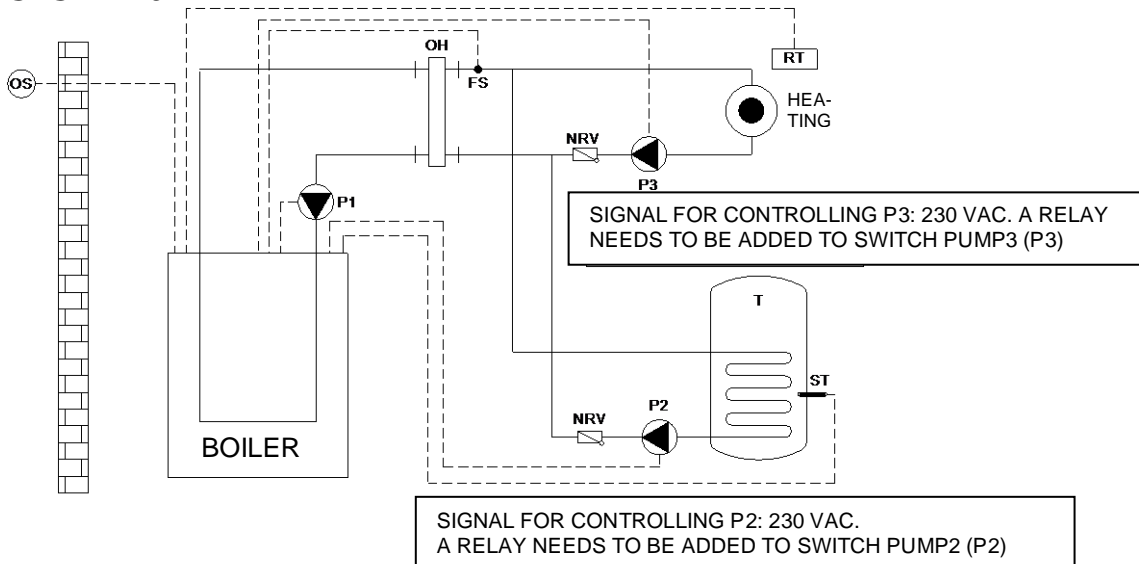 OH
RT
OS
FS
HEA-
TING
NRV
P3
P1
SIGNAL FOR CONTROLLING P3: 230 VAC. A RELAY
NEEDS TO BE ADDED TO SWITCH PUMP3 (P3)
T
ST
P2
NRV
BOILER
SIGNAL FOR CONTROLLING P2: 230 VAC.
A RELAY NEEDS TO BE ADDED TO SWITCH PUMP2 (P2)